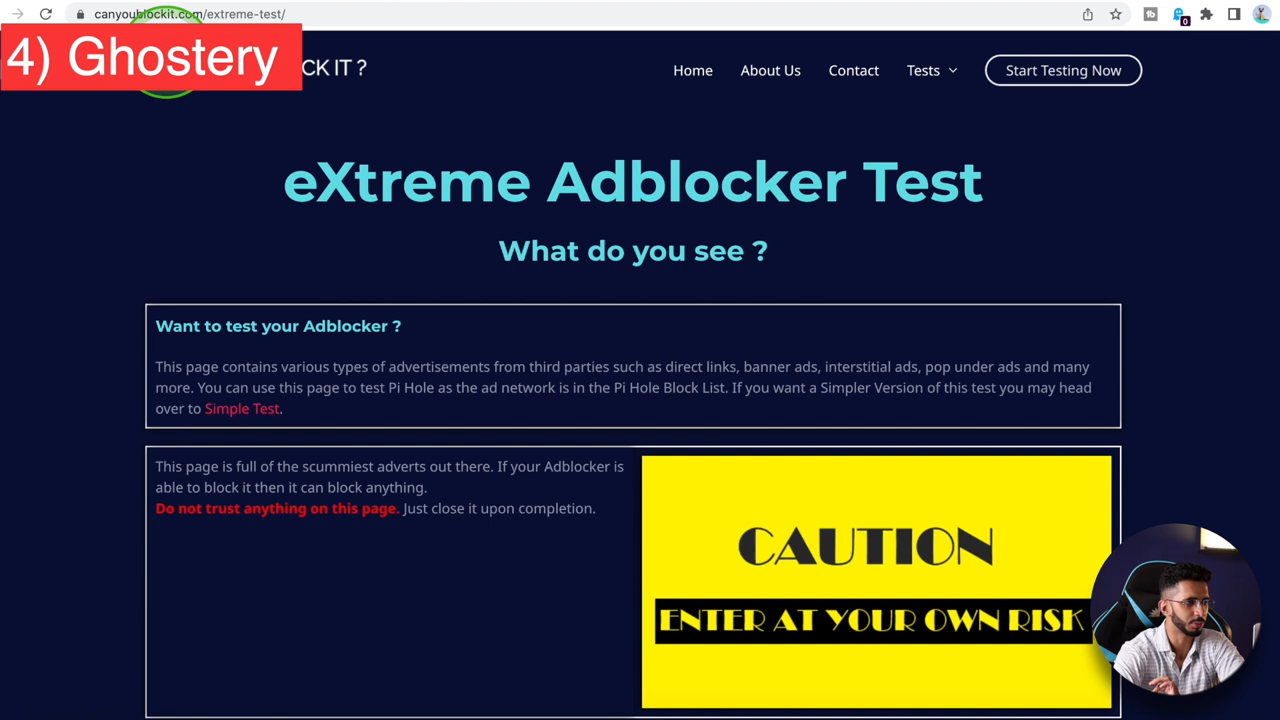 canyoublockit.com/extreme-test/
0
4) Ghostery
CK IT ?
Home
About Us
Contact
Tests
Start Testing Now
eXtreme Adblocker Test
What do you see ?
Want to test your Adblocker ?
This page contains various types of advertisements from third parties such as direct links, banner ads, interstitial ads, pop under ads and many
more. You can use this page to test Pi Hole as the ad network is in the Pi Hole Block List. If you want a Simpler Version of this test you may head
over to Simple Test.
This page is full of the scummiest adverts out there. If your Adblocker is
able to block it then it can block anything.
Do not trust anything on this page. Just close it upon completion.
CAUTION
ENTER AT YOUR OWN RISK